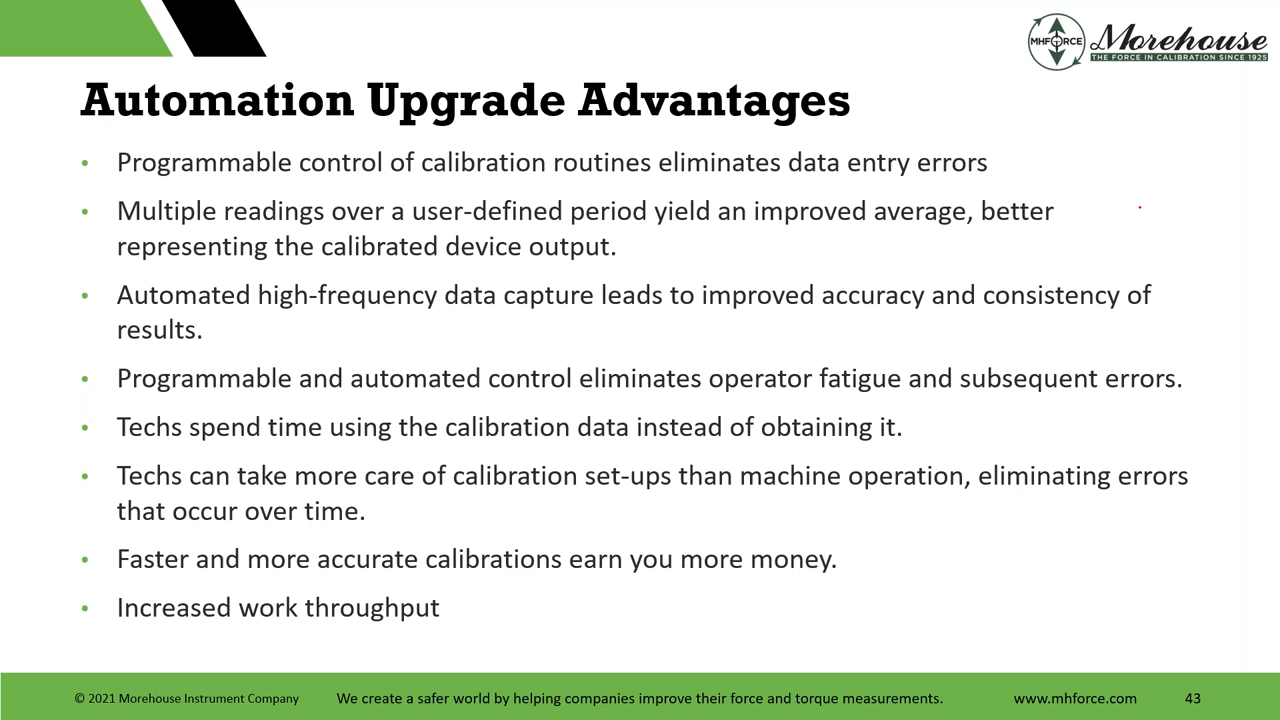 MHFORCE
Morehouse
THE FORCE IN CALIBRATION SINCE 1925
Automation Upgrade Advantages
• Programmable control of calibration routines eliminates data entry errors
• Multiple readings over a user-defined period yield an improved average, better
representing the calibrated device output.
• Automated high-frequency data capture leads to improved accuracy and consistency of
results.
• Programmable and automated control eliminates operator fatigue and subsequent errors.
• Techs spend time using the calibration data instead of obtaining it.
• Techs can take more care of calibration set-ups than machine operation, eliminating errors
that occur over time.
• Faster and more accurate calibrations earn you more money.
• Increased work throughput
© 2021 Morehouse Instrument Company We create a safer world by helping companies improve their force and torque measurements. www.mhforce.com 43